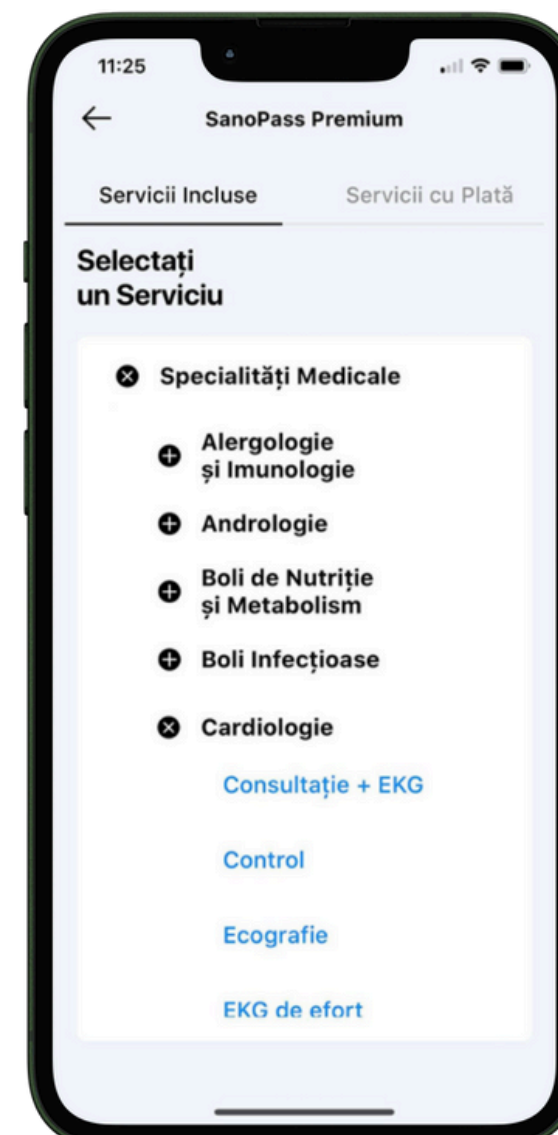 11:25
SanoPass Premium
Servicii Incluse
Servicii cu Plată
Selectați
un Serviciu
Specialități Medicale
Alergologie
și Imunologie
Andrologie
Boli de Nutriție
și Metabolism
Boli Infecțioase
Cardiologie
Consultație + EKG
Control
Ecografie
EKG de efort